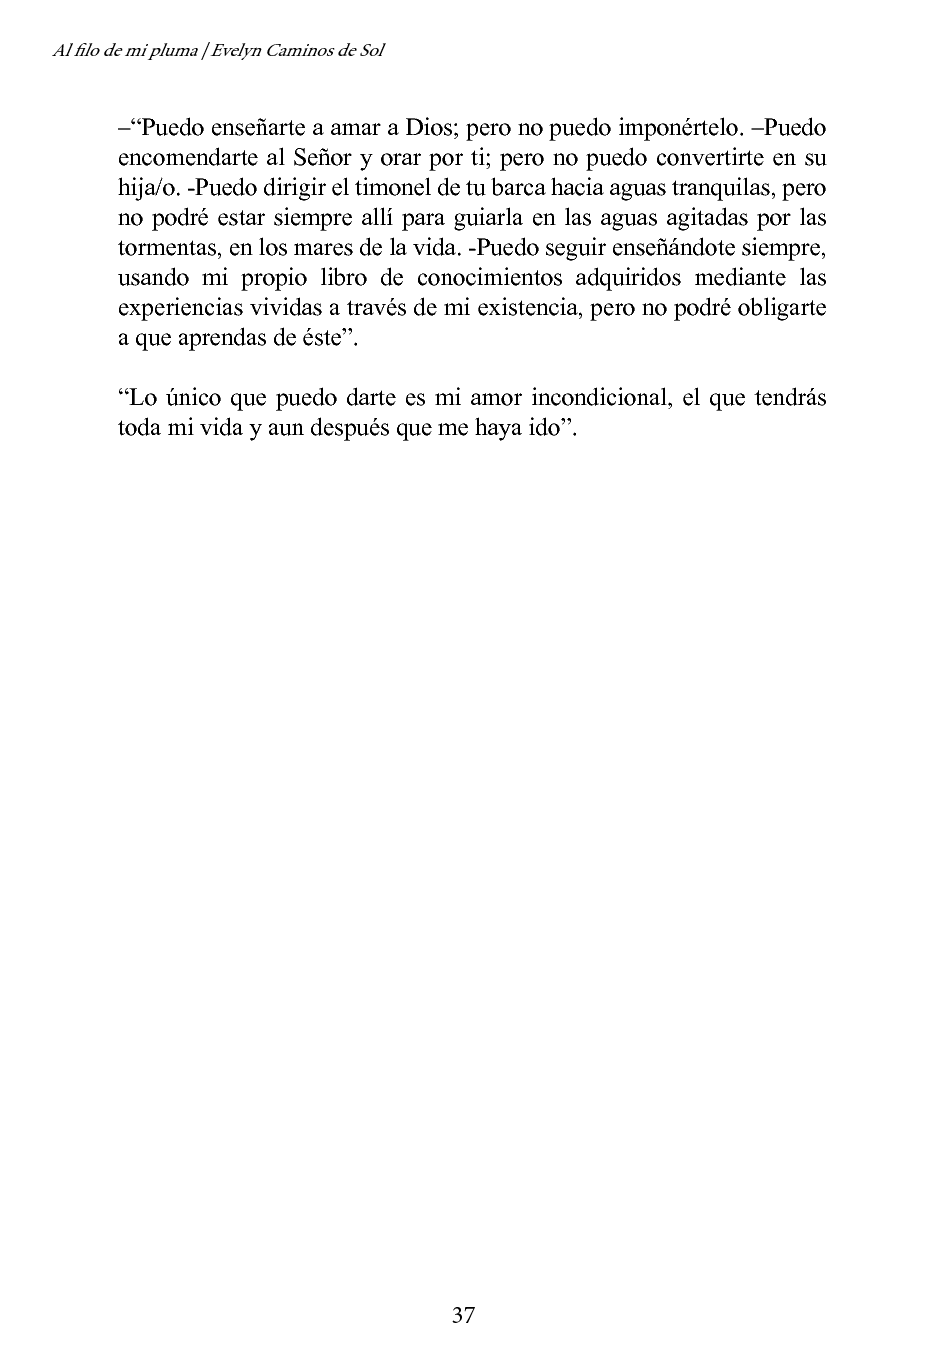 Al filo de mi pluma / Evelyn Caminos de Sol
–“Puedo enseñarte a amar a Dios; pero no puedo imponértelo. –Puedo
encomendarte al Señor y orar por ti; pero no puedo convertirte en su
hija/o. -Puedo dirigir el timonel de tu barca hacia aguas tranquilas, pero
no podré estar siempre allí para guiarla en las aguas agitadas por las
tormentas, en los mares de la vida. -Puedo seguir enseñándote siempre,
usando mi propio libro de conocimientos adquiridos mediante las
experiencias vividas a través de mi existencia, pero no podré obligarte
a que aprendas de éste”.
“Lo único que puedo darte es mi amor incondicional, el que tendrás
toda mi vida y aun después que me haya ido”.
37